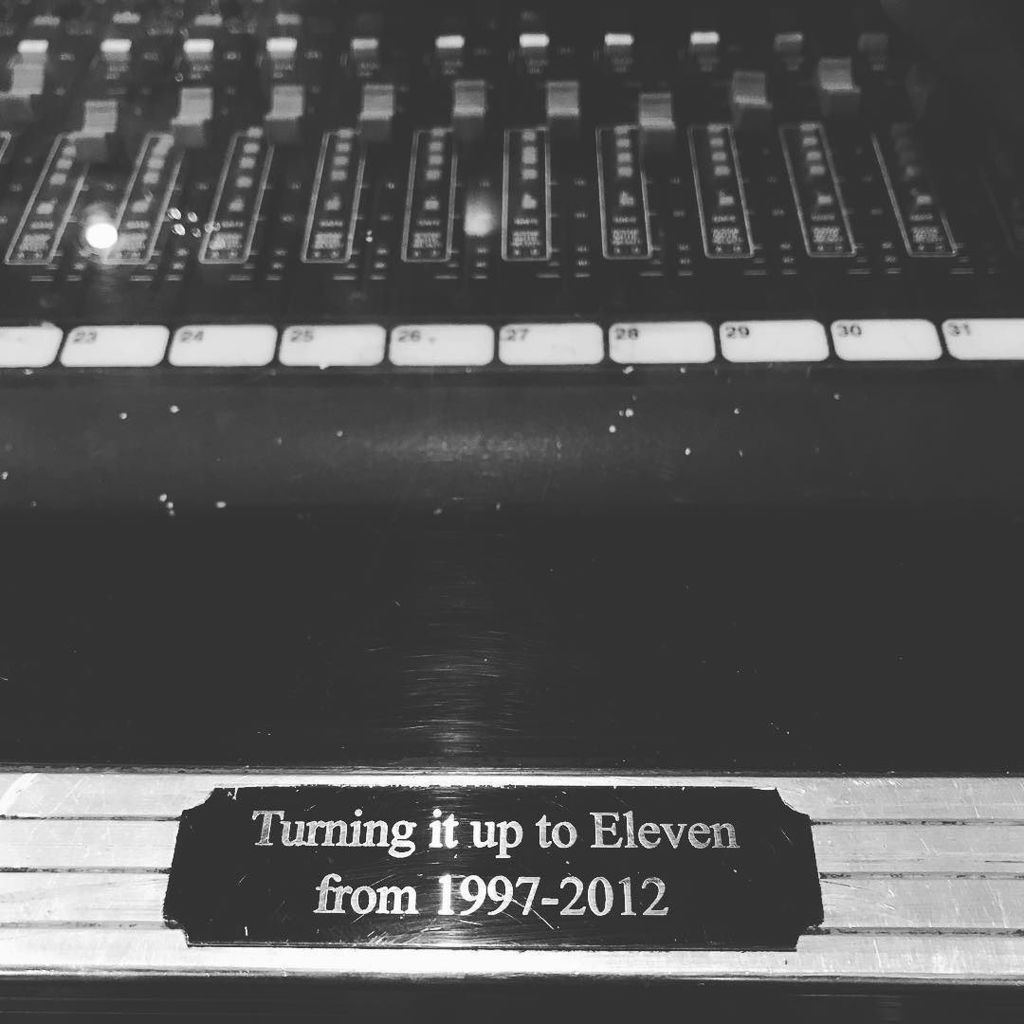 23 24 25 26 27 28 29 30 31
Turning it up to Eleven
from 1997-2012